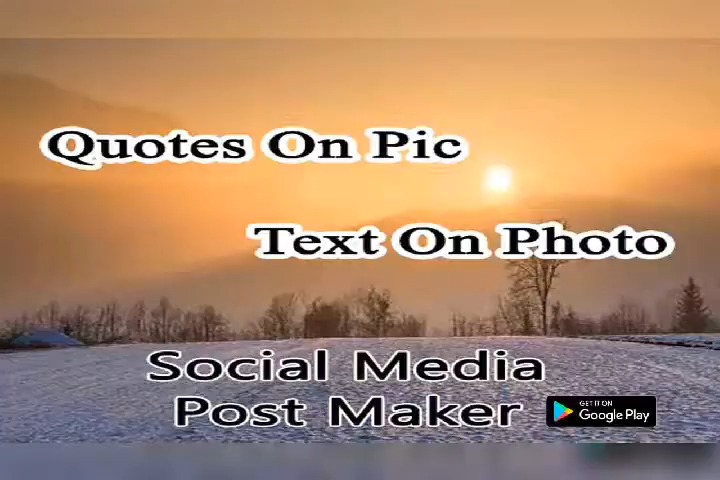 Quotes On Pic
Text On Photo
Social Media
Post Maker
GET IT ON
Google Play